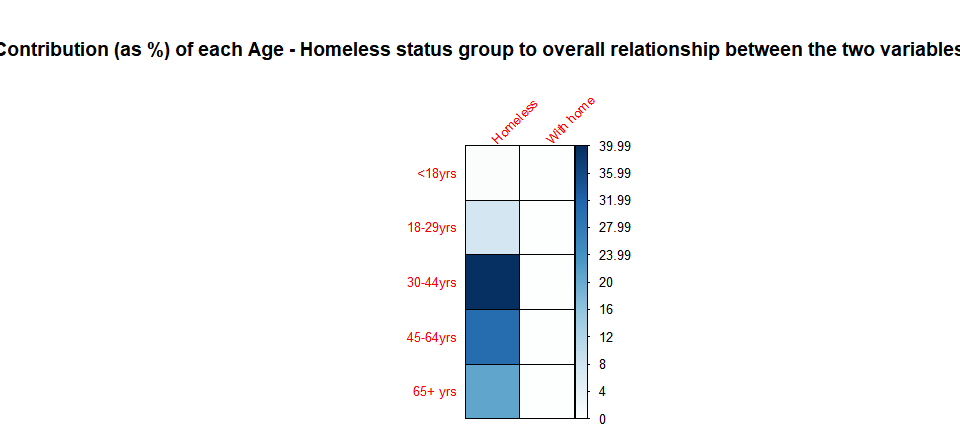 Contribution (as %) of each Age - Homeless status group to overall relationship between the two variables
Homeless
With home
<18yrs
18-29yrs
30-44yrs
45-64yrs
65+ yrs
39.99
35.99
31.99
27.99
23.99
20
16
12
8
4
0